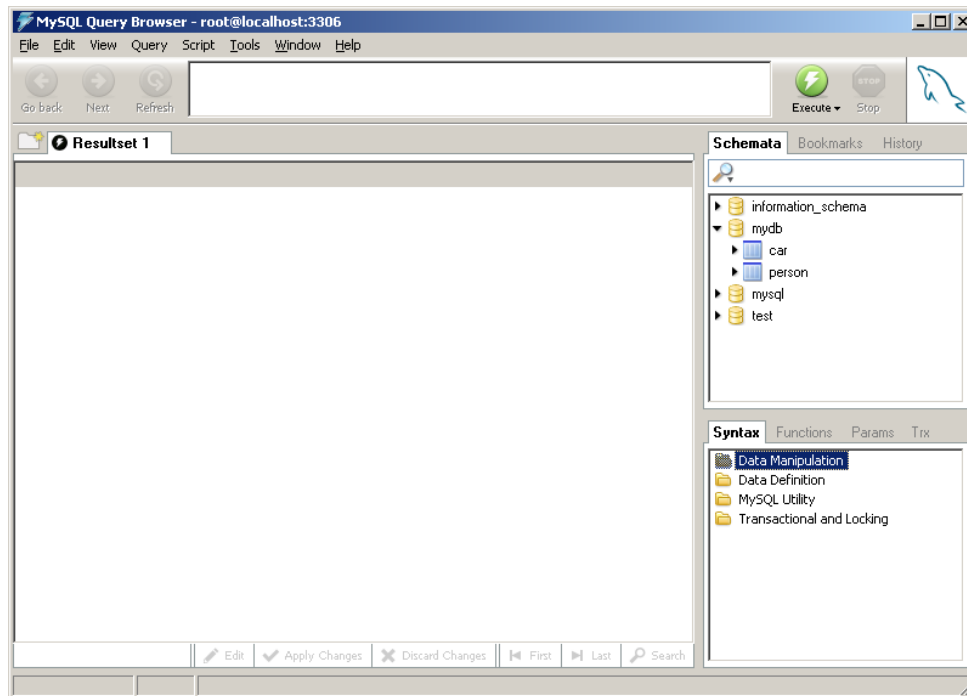 MySQL Query Browser - root@localhost:3306
File Edit View Query Script Tools Window Help
Go back Next Refresh Execute STOP Stop
Resultset 1
Schemata Bookmarks History
information_schema
mydb
car
person
mysql
test
Syntax Functions Params Trx
Data Manipulation
Data Definition
MySQL Utility
Transactional and Locking
Edit Apply Changes Discard Changes First Last Search